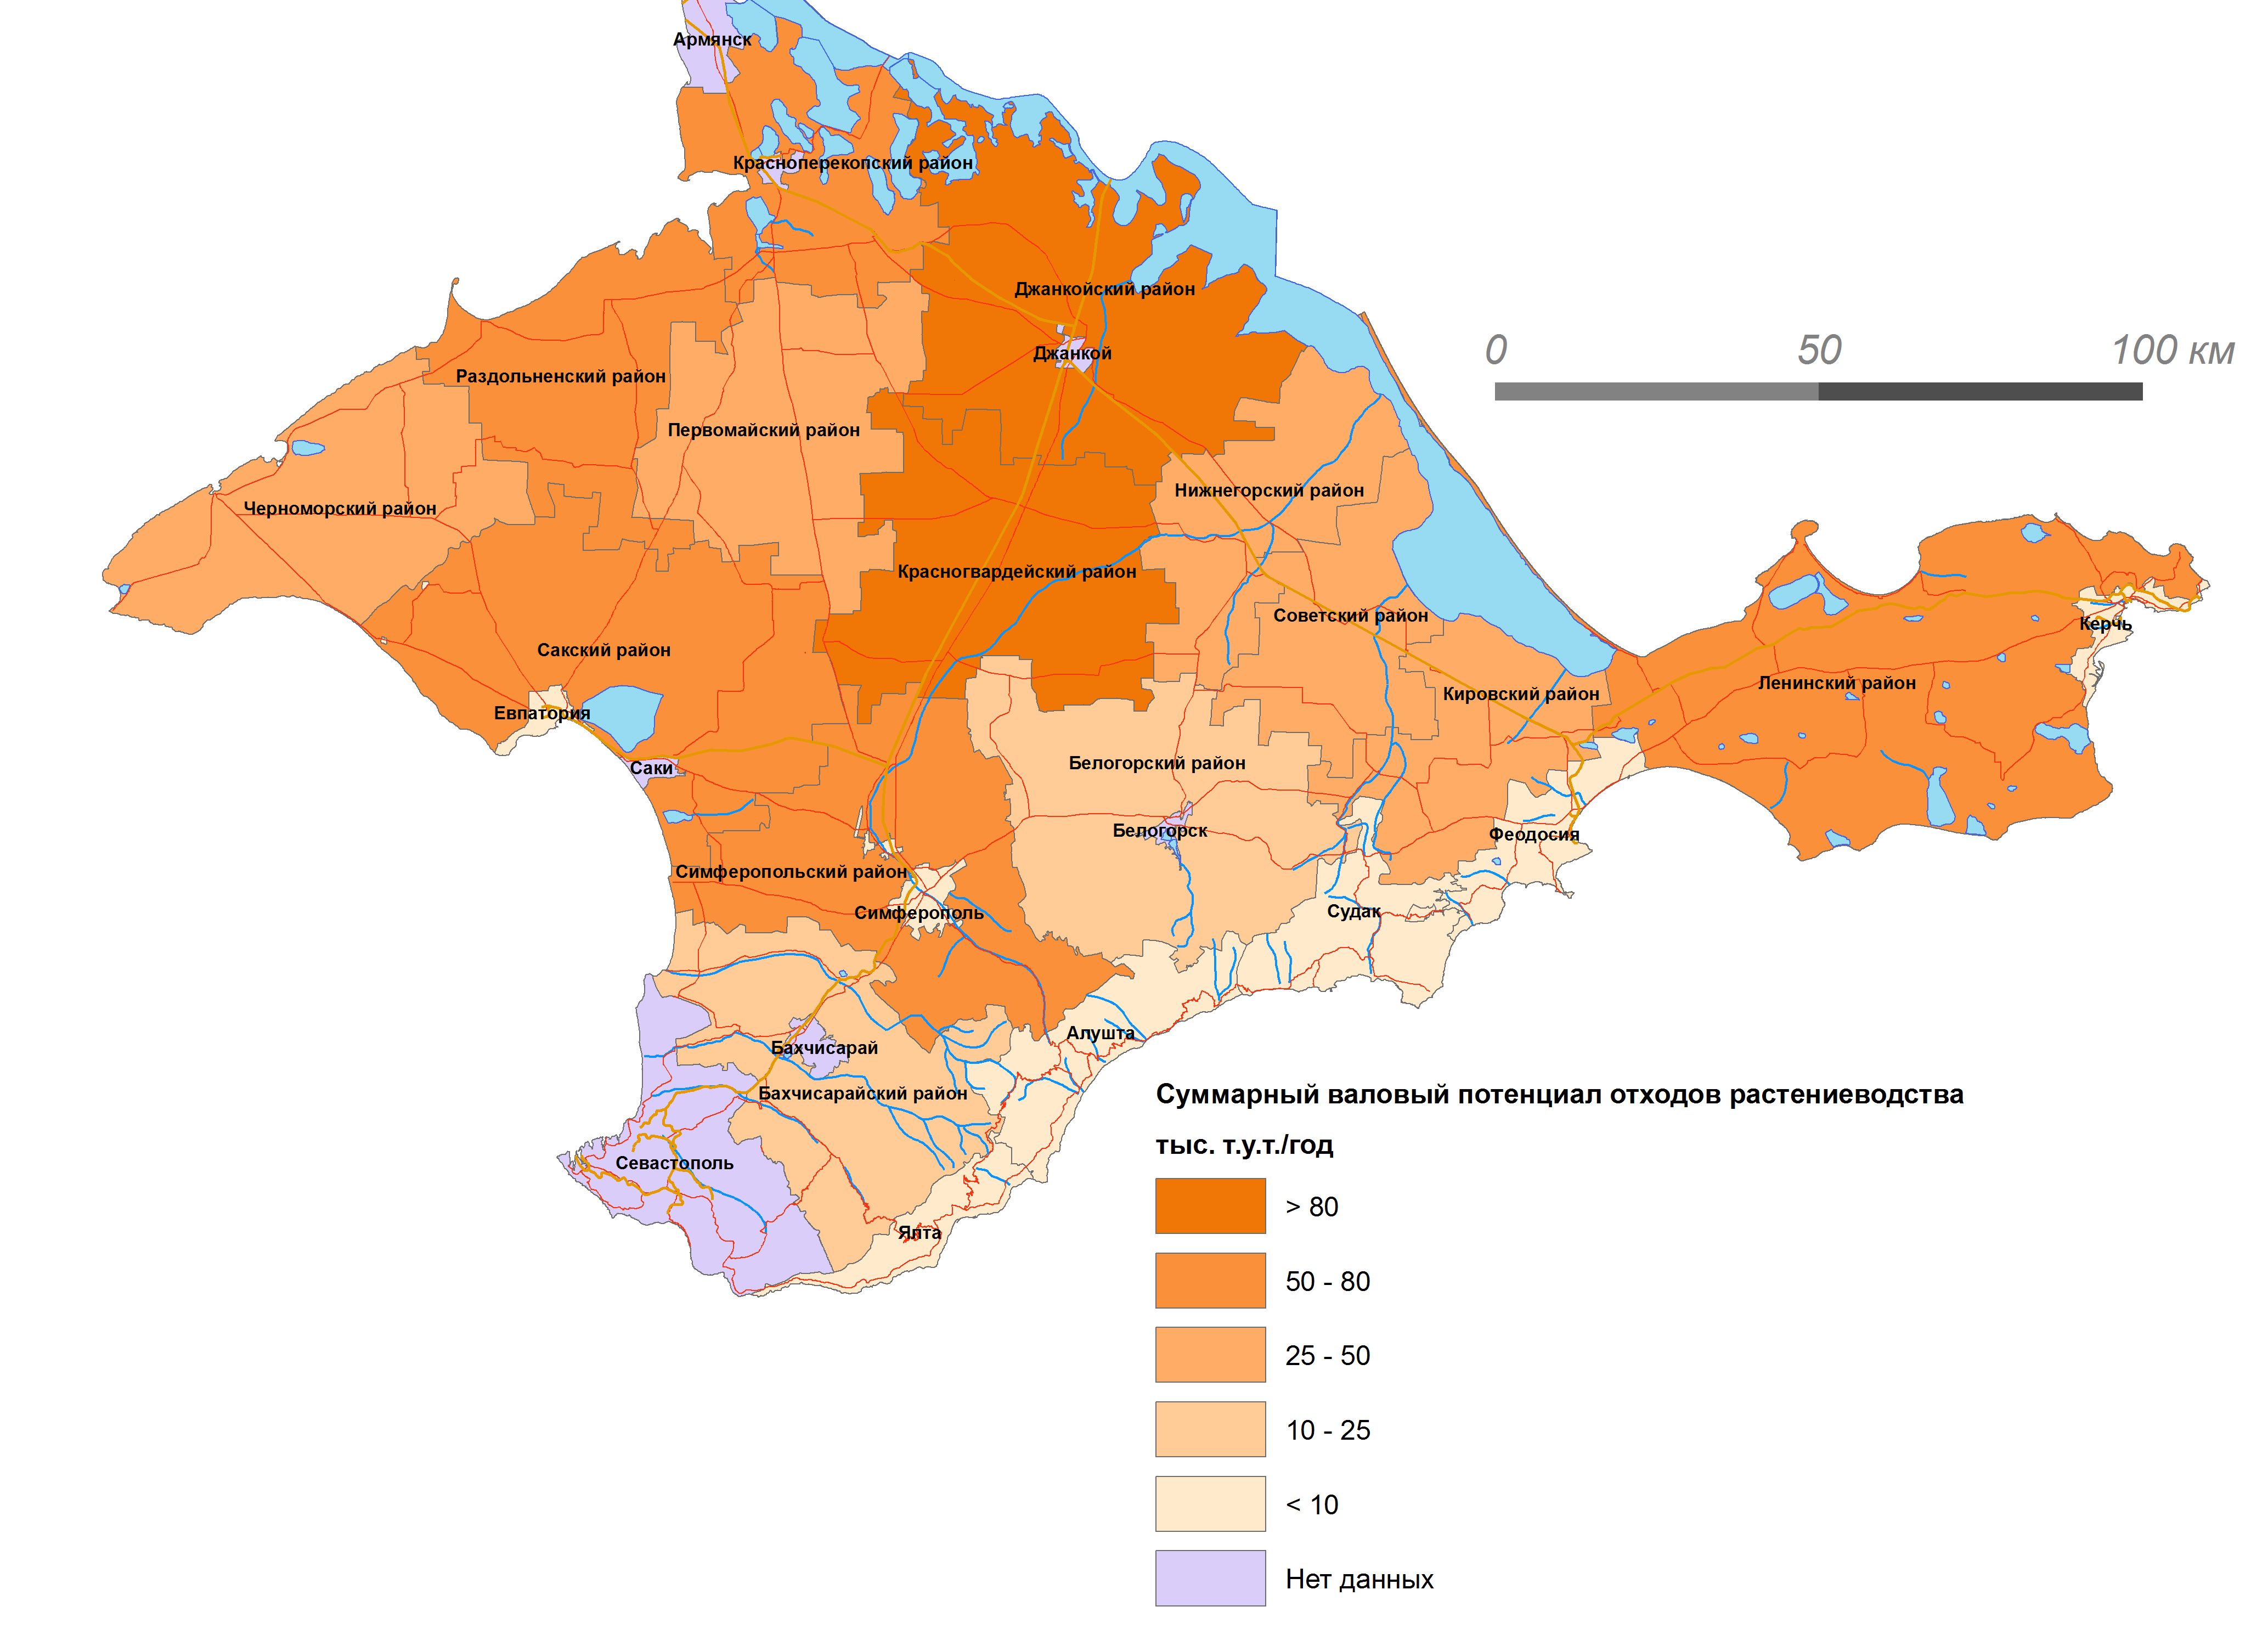 Армянск
Красноперекопский район
Джанкойский район
0 50 100 км
Джанкой
Раздольненский район
Первомайский район
Нижнегорский район
Черноморский район
Красногвардейский район
Советский район
Керчь
Сакский район
Ленинский район
Кировский район
Евпатория
Белогорский район
Саки
Белогорск
Феодосия
Симферопольский район
Симферополь
Судак
Алушта
Бахчисарай
Бахчисарайский район
Севастополь
Ялта
Суммарный валовый потенциал отходов растениеводства
тыс. т.у.т./год
> 80
50 - 80
25 - 50
10 - 25
< 10
Нет данных